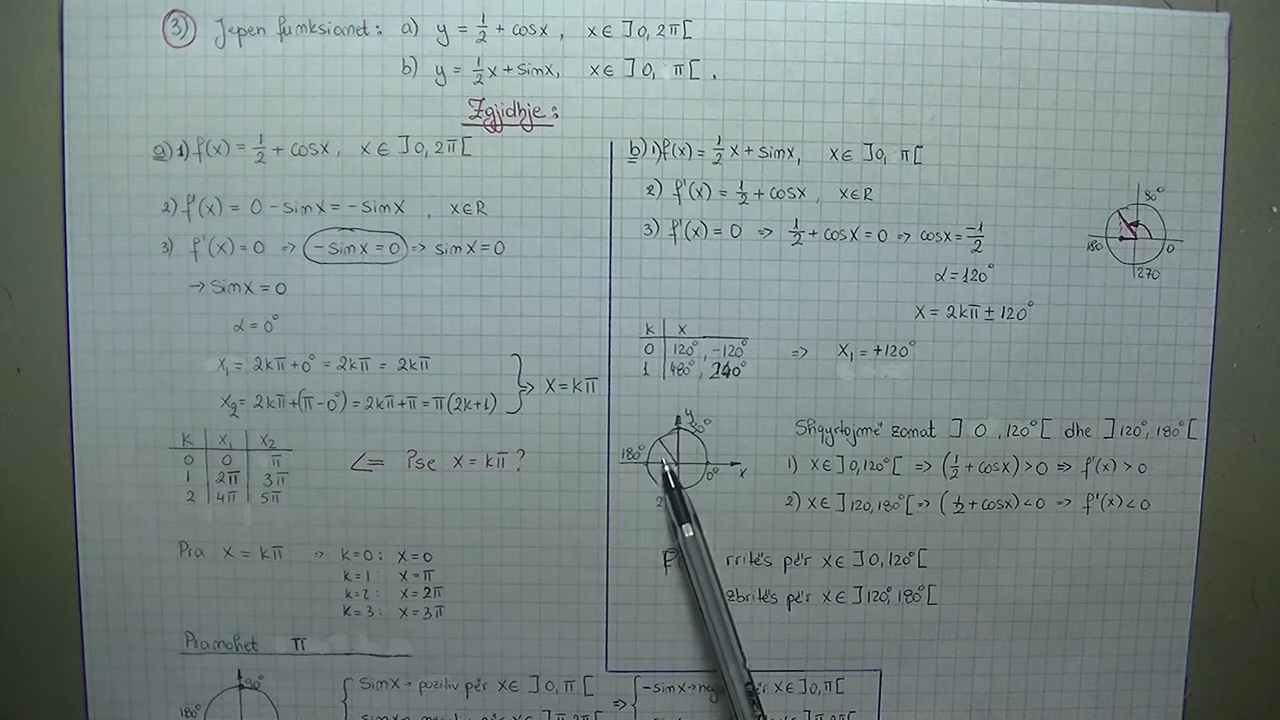 3) Jepen funksionet: a) y = 1/2 + cosx, x∈ ]0, 2π[
b) y = 1/2 x + sinx, x∈ ]0, π[.
Zgjidhje:
a) 1) f(x) = 1/2 + cosx, x∈ ]0, 2π[
2) f'(x) = 0 - sinx = -sinx, x∈R
3) f'(x) = 0 => -sinx = 0 => sinx = 0
→ sinx = 0
α = 0°
x₁ = 2kπ + 0° = 2kπ = 2kπ
x₂ = 2kπ + (π - 0°) = 2kπ + π = π(2k+1)
=> x = kπ
k | x₁ | x₂
0 | 0 | π
1 | 2π | 3π
2 | 4π | 5π
<= Pse x = kπ?
Pra x = kπ => k=0: x = 0
k=1: x = π
k=2: x = 2π
k=3: x = 3π
Pra mohet π
90°
180°
sinx → pozitiv për x∈ ]0, π[ =>
b) 1) f(x) = 1/2 x + sinx, x∈ ]0, π[
2) f'(x) = 1/2 + cosx, x∈R
3) f'(x) = 0 => 1/2 + cosx = 0 => cosx = -1/2
α = 120°
x = 2kπ ± 120°
180 0
270
k | x
0 | 120°, -120°
1 | 480°, 240°
=> x₁ = +120°
y
180° 0° x
Shqyrtojmë zonat ]0, 120°[ dhe ]120°, 180°[
1) x∈ ]0, 120°[ => (1/2 + cosx) > 0 => f'(x) > 0
2) x∈ ]120, 180°[ => (1/2 + cosx) < 0 => f'(x) < 0
rritës për x∈ ]0, 120°[
zbritës për x∈ ]120°, 180°[